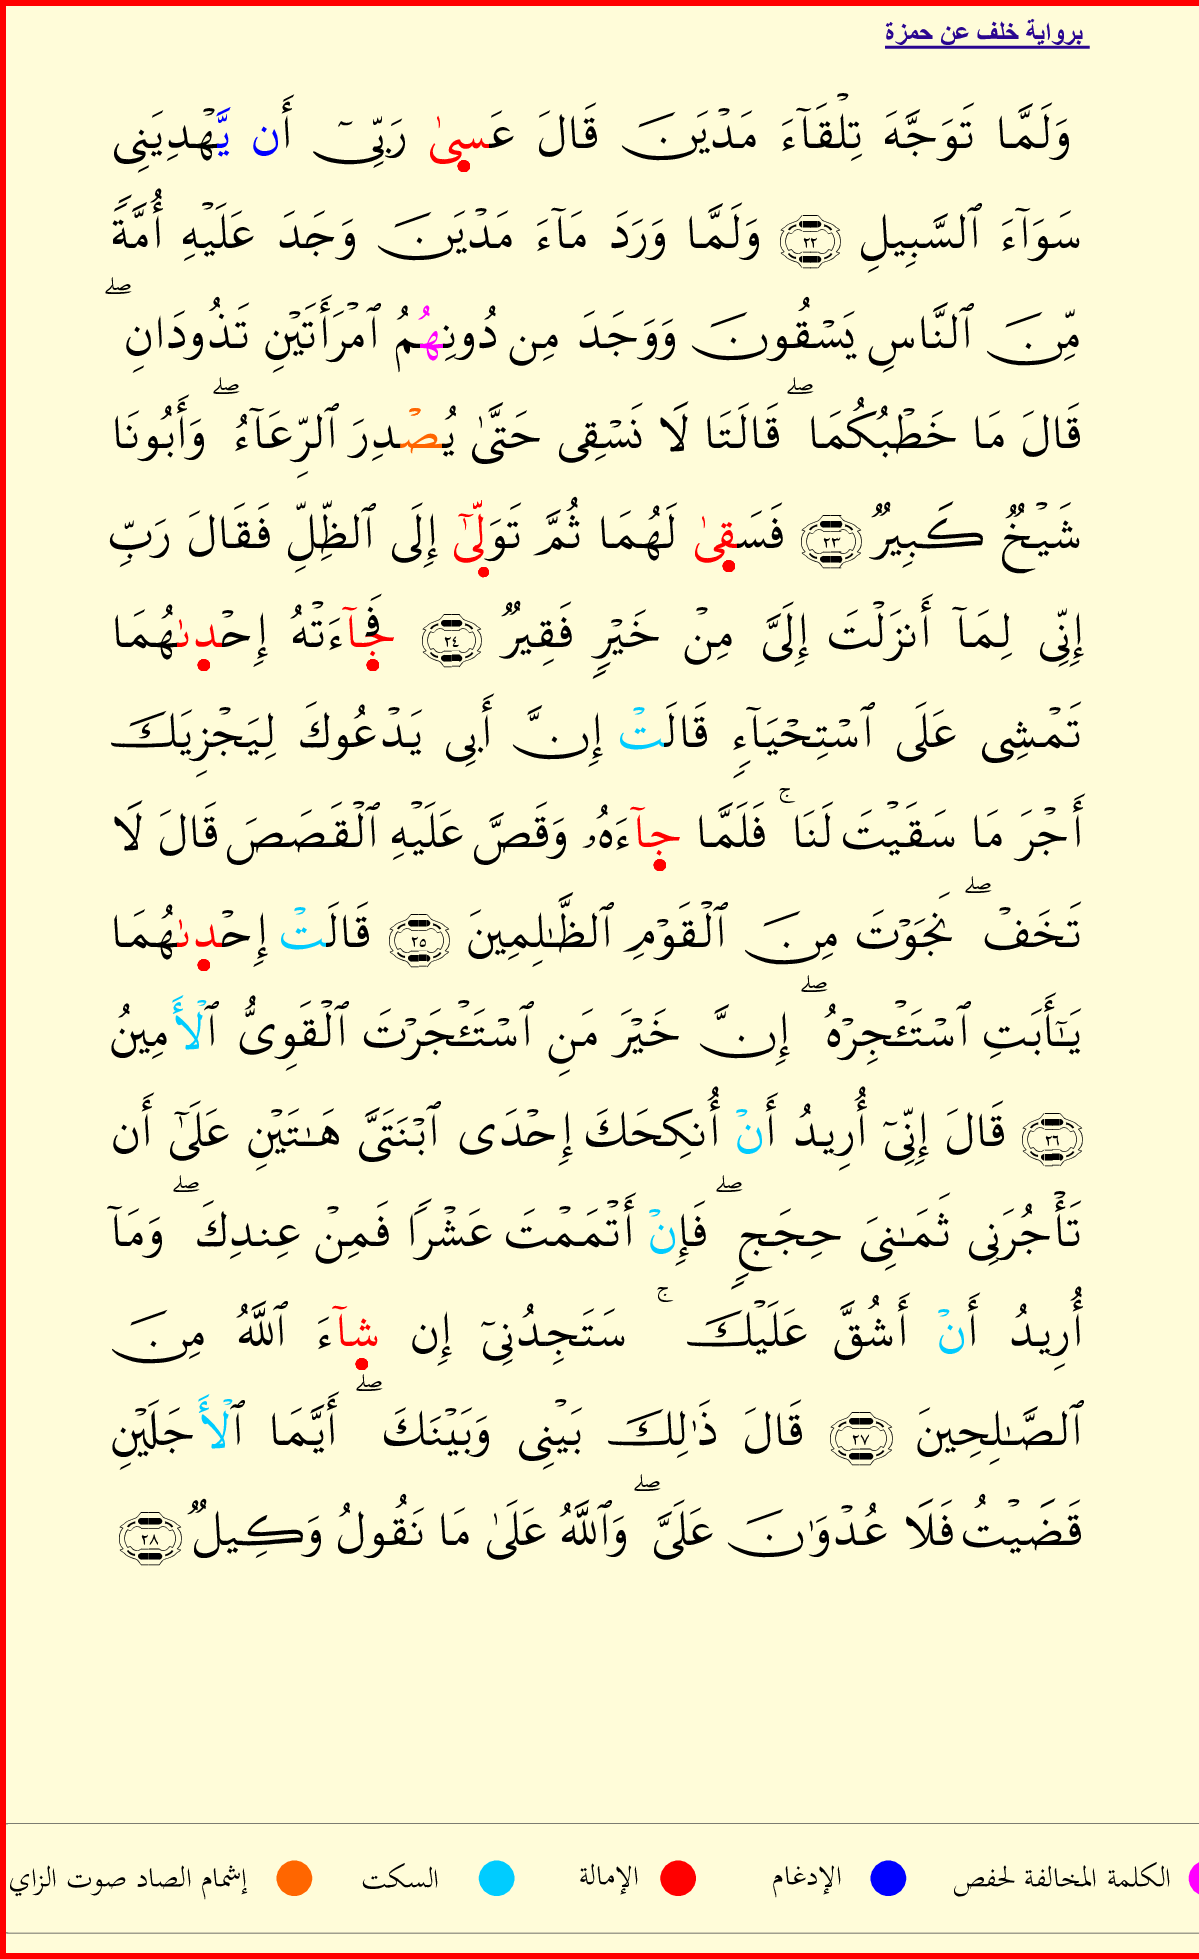 برواية خلف عن حمزة
وَلَمَّا تَوَجَّهَ تِلْقَآءَ مَدْيَنَ قَالَ عَسىٰ رَبِّىٓ أَن يَّهْدِيَنِى
سَوَآءَ ٱلسَّبِيلِ ٢٢ وَلَمَّا وَرَدَ مَآءَ مَدْيَنَ وَجَدَ عَلَيْهِ أُمَّةً
مِّنَ ٱلنَّاسِ يَسْقُونَ وَوَجَدَ مِن دُونِهُمُ ٱمْرَأَتَيْنِ تَذُودَانِ ۖ
قَالَ مَا خَطْبُكُمَا ۖ قَالَتَا لَا نَسْقِى حَتَّىٰ يُصْدِرَ ٱلرِّعَآءُ ۖ وَأَبُونَا
شَيْخٌ كَبِيرٌ ٢٣ فَسَقىٰ لَهُمَا ثُمَّ تَوَلّىٰٓ إِلَى ٱلظِّلِّ فَقَالَ رَبِّ
إِنِّى لِمَآ أَنزَلْتَ إِلَىَّ مِنْ خَيْرٍ فَقِيرٌ ٢٤ فَجآءَتْهُ إِحْدىٰهُمَا
تَمْشِى عَلَى ٱسْتِحْيَآءٍ قَالَتْ إِنَّ أَبِى يَدْعُوكَ لِيَجْزِيَكَ
أَجْرَ مَا سَقَيْتَ لَنَا ۚ فَلَمَّا جآءَهُۥ وَقَصَّ عَلَيْهِ ٱلْقَصَصَ قَالَ لَا
تَخَفْ ۖ نَجَوْتَ مِنَ ٱلْقَوْمِ ٱلظَّـٰلِمِينَ ٢٥ قَالَتْ إِحْدىٰهُمَا
يَـٰٓأَبَتِ ٱسْتَـْٔجِرْهُ ۖ إِنَّ خَيْرَ مَنِ ٱسْتَـْٔجَرْتَ ٱلْقَوِىُّ ٱلْأَمِينُ
٢٦ قَالَ إِنِّىٓ أُرِيدُ أَنْ أُنكِحَكَ إِحْدَى ٱبْنَتَىَّ هَـٰتَيْنِ عَلَىٰٓ أَن
تَأْجُرَنِى ثَمَـٰنِىَ حِجَجٍ ۖ فَإِنْ أَتْمَمْتَ عَشْرًا فَمِنْ عِندِكَ ۖ وَمَآ
أُرِيدُ أَنْ أَشُقَّ عَلَيْكَ ۚ سَتَجِدُنِىٓ إِن شآءَ ٱللَّهُ مِنَ
ٱلصَّـٰلِحِينَ ٢٧ قَالَ ذَٰلِكَ بَيْنِى وَبَيْنَكَ ۖ أَيَّمَا ٱلْأَجَلَيْنِ
قَضَيْتُ فَلَا عُدْوَٰنَ عَلَىَّ ۖ وَٱللَّهُ عَلَىٰ مَا نَقُولُ وَكِيلٌ ٢٨
الكلمة المخالفة لحفص الإدغام الإمالة السكت إشمام الصاد صوت الزاي